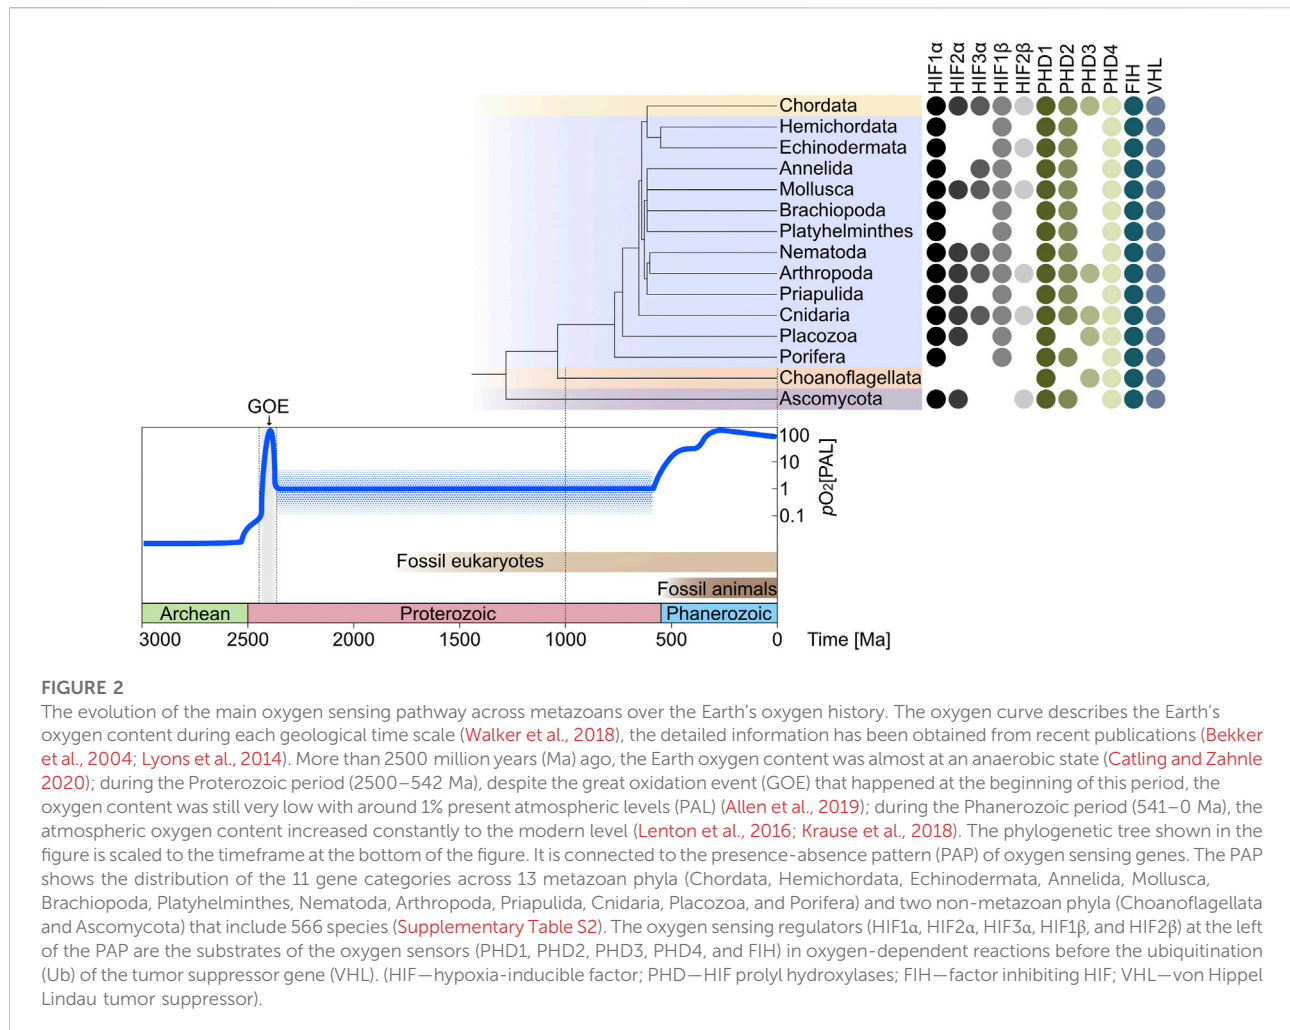 HIF1α
HIF2α
HIF3α
HIF1β
HIF2β
PHD1
PHD2
PHD3
PHD4
FIH
VHL
Chordata
Hemichordata
Echinodermata
Annelida
Mollusca
Brachiopoda
Platyhelminthes
Nematoda
Arthropoda
Priapulida
Cnidaria
Placozoa
Porifera
Choanoflagellata
Ascomycota
GOE
100
10
1
0.1
pO2[PAL]
Fossil eukaryotes
Fossil animals
Archean
Proterozoic
Phanerozoic
3000 2500 2000 1500 1000 500 0 Time [Ma]
FIGURE 2
The evolution of the main oxygen sensing pathway across metazoans over the Earth's oxygen history. The oxygen curve describes the Earth's
oxygen content during each geological time scale (Walker et al., 2018), the detailed information has been obtained from recent publications (Bekker
et al., 2004; Lyons et al., 2014). More than 2500 million years (Ma) ago, the Earth oxygen content was almost at an anaerobic state (Catling and Zahnle
2020); during the Proterozoic period (2500–542 Ma), despite the great oxidation event (GOE) that happened at the beginning of this period, the
oxygen content was still very low with around 1% present atmospheric levels (PAL) (Allen et al., 2019); during the Phanerozoic period (541–0 Ma), the
atmospheric oxygen content increased constantly to the modern level (Lenton et al., 2016; Krause et al., 2018). The phylogenetic tree shown in the
figure is scaled to the timeframe at the bottom of the figure. It is connected to the presence-absence pattern (PAP) of oxygen sensing genes. The PAP
shows the distribution of the 11 gene categories across 13 metazoan phyla (Chordata, Hemichordata, Echinodermata, Annelida, Mollusca,
Brachiopoda, Platyhelminthes, Nematoda, Arthropoda, Priapulida, Cnidaria, Placozoa, and Porifera) and two non-metazoan phyla (Choanoflagellata
and Ascomycota) that include 566 species (Supplementary Table S2). The oxygen sensing regulators (HIF1α, HIF2α, HIF3α, HIF1β, and HIF2β) at the left
of the PAP are the substrates of the oxygen sensors (PHD1, PHD2, PHD3, PHD4, and FIH) in oxygen-dependent reactions before the ubiquitination
(Ub) of the tumor suppressor gene (VHL). (HIF—hypoxia-inducible factor; PHD—HIF prolyl hydroxylases; FIH—factor inhibiting HIF; VHL—von Hippel
Lindau tumor suppressor).